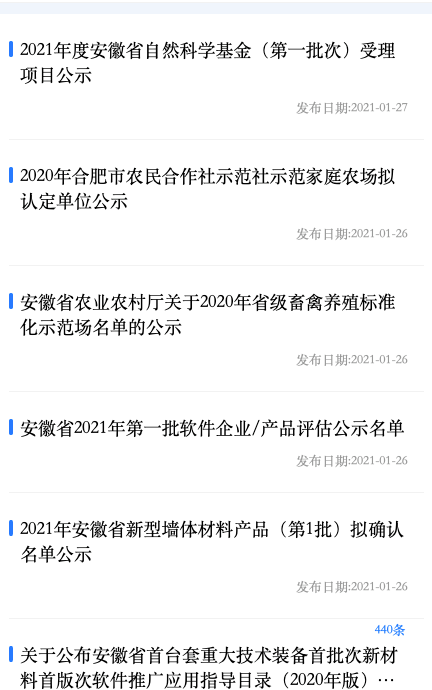 2021年度安徽省自然科学基金（第一批次）受理
项目公示
发布日期:2021-01-27
2020年合肥市农民合作社示范社示范家庭农场拟
认定单位公示
发布日期:2021-01-26
安徽省农业农村厅关于2020年省级畜禽养殖标准
化示范场名单的公示
发布日期:2021-01-26
安徽省2021年第一批软件企业/产品评估公示名单
发布日期:2021-01-26
2021年安徽省新型墙体材料产品（第1批）拟确认
名单公示
发布日期:2021-01-26
440条
关于公布安徽省首台套重大技术装备首批次新材
料首版次软件推广应用指导目录（2020年版）…